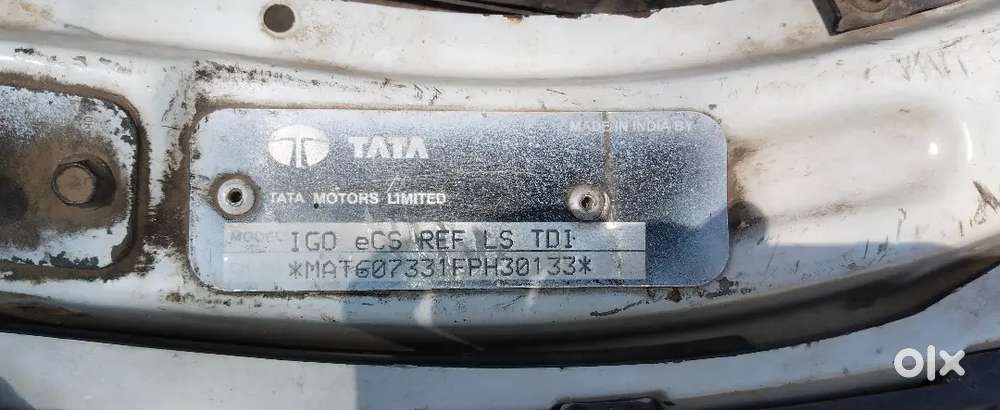 TATA
MADE IN INDIA BY
TATA MOTORS LIMITED
MODEL IGO eCS REF LS TDI
*MAT607331FPH30133*
olx